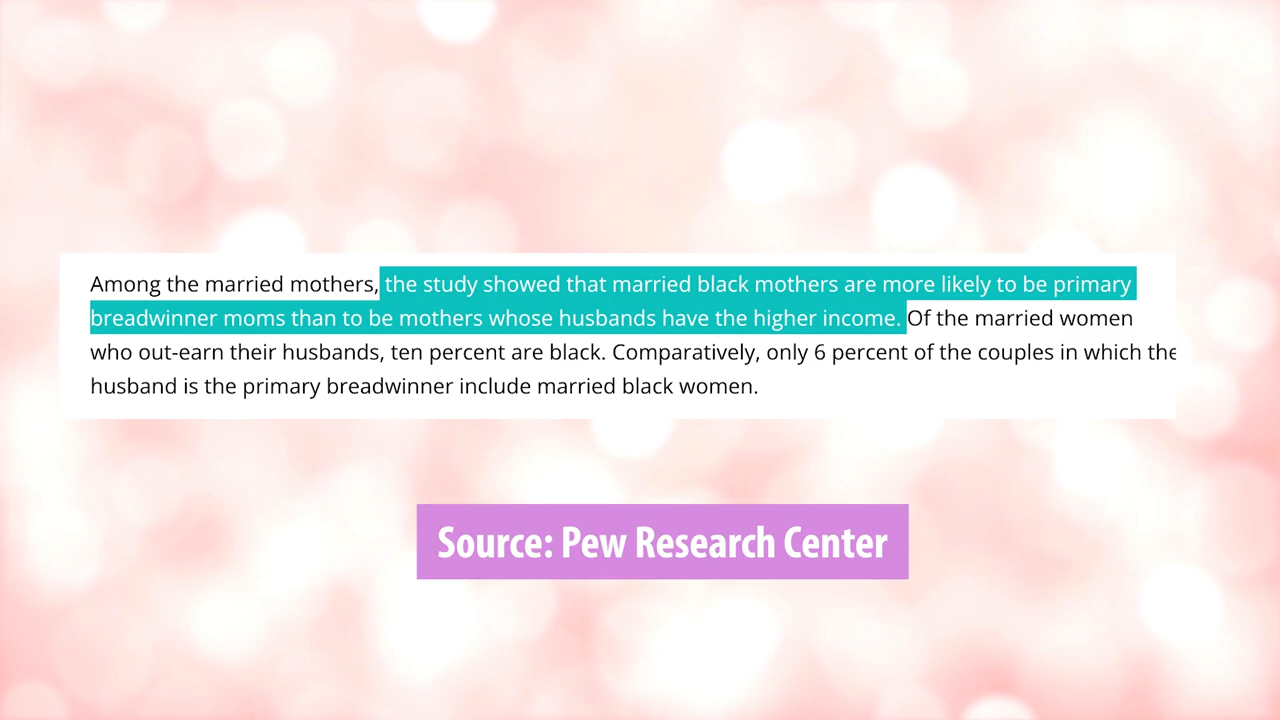 Among the married mothers, the study showed that married black mothers are more likely to be primary
breadwinner moms than to be mothers whose husbands have the higher income. Of the married women
who out-earn their husbands, ten percent are black. Comparatively, only 6 percent of the couples in which the
husband is the primary breadwinner include married black women.
Source: Pew Research Center